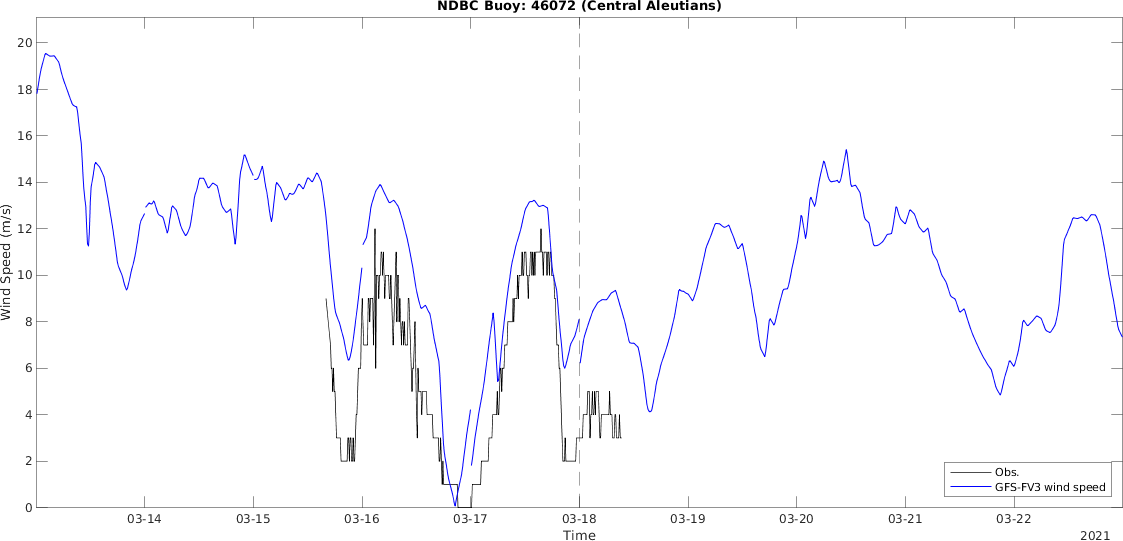 NDBC Buoy: 46072 (Central Aleutians)
Wind Speed (m/s)
20
18
16
14
12
10
8
6
4
2
0
03-14 03-15 03-16 03-17 03-18 03-19 03-20 03-21 03-22
Time
2021
Obs.
GFS-FV3 wind speed